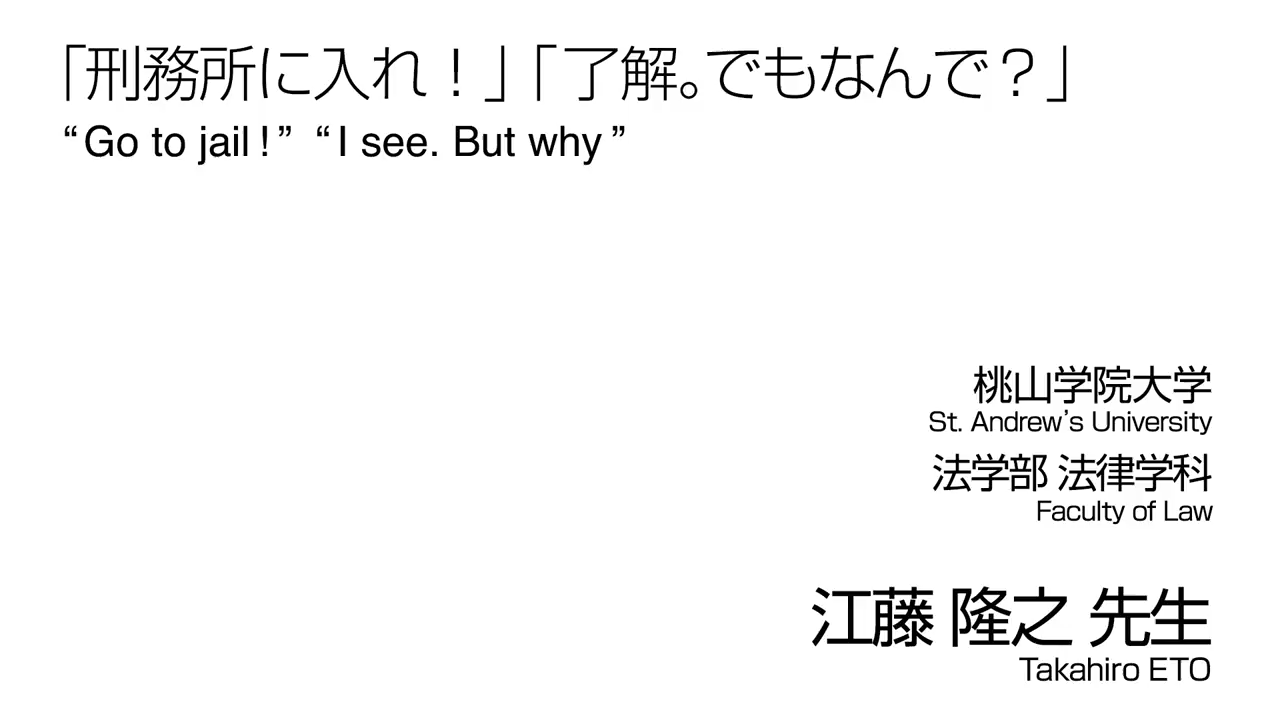 「刑務所に入れ！」「了解。でもなんで？」
“Go to jail!” “I see. But why”
桃山学院大学
St. Andrew’s University
法学部 法律学科
Faculty of Law
江藤 隆之 先生
Takahiro ETO